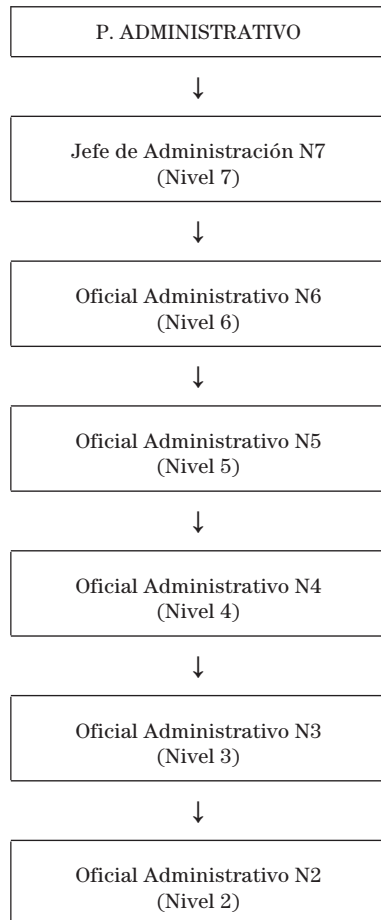 P. ADMINISTRATIVO
↓
Jefe de Administración N7
(Nivel 7)
↓
Oficial Administrativo N6
(Nivel 6)
↓
Oficial Administrativo N5
(Nivel 5)
↓
Oficial Administrativo N4
(Nivel 4)
↓
Oficial Administrativo N3
(Nivel 3)
↓
Oficial Administrativo N2
(Nivel 2)